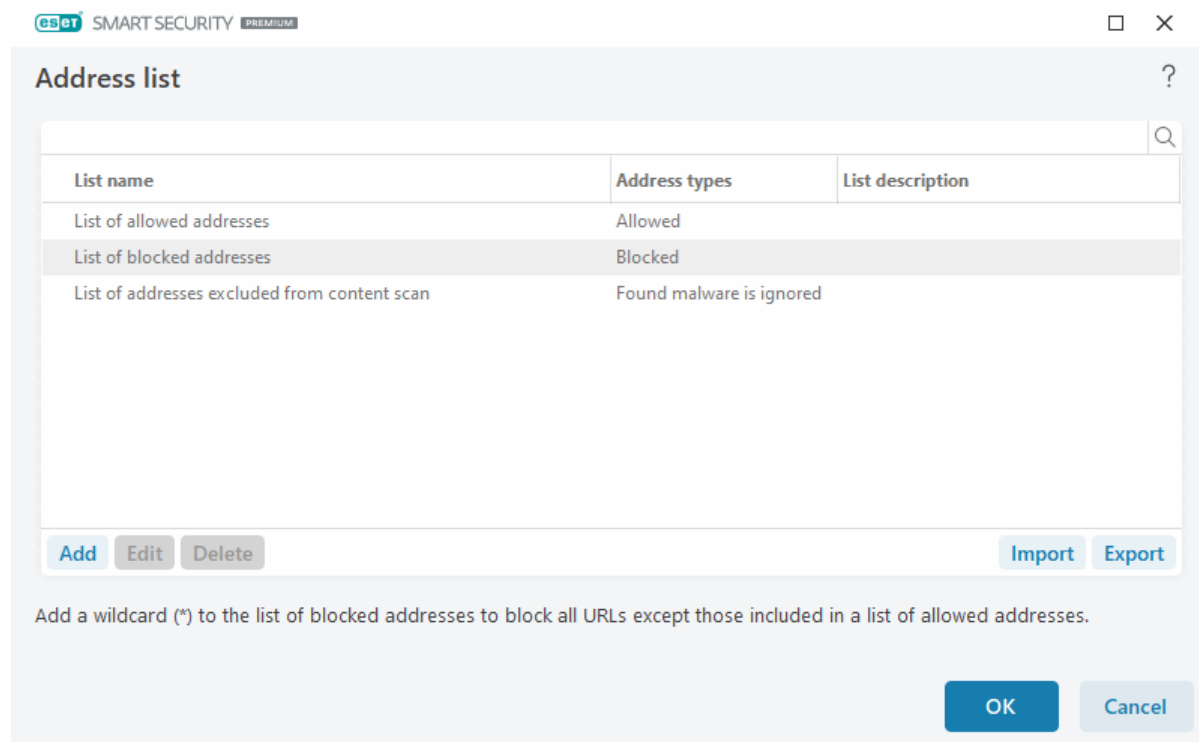 eset SMART SECURITY PREMIUM
Address list
?
List name Address types List description
List of allowed addresses Allowed
List of blocked addresses Blocked
List of addresses excluded from content scan Found malware is ignored
Add Edit Delete Import Export
Add a wildcard (*) to the list of blocked addresses to block all URLs except those included in a list of allowed addresses.
OK Cancel